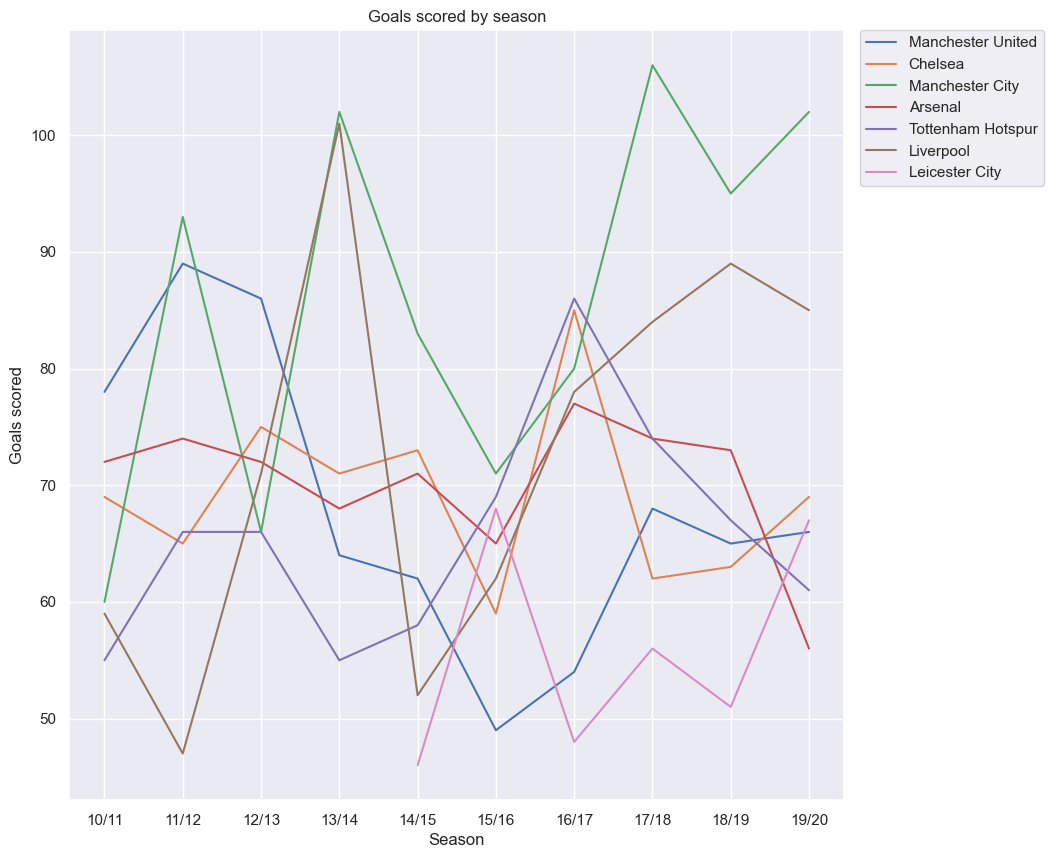 Goals scored by season
Manchester United
Chelsea
Manchester City
Arsenal
Tottenham Hotspur
Liverpool
Leicester City
Goals scored
100
90
80
70
60
50
10/11 11/12 12/13 13/14 14/15 15/16 16/17 17/18 18/19 19/20
Season